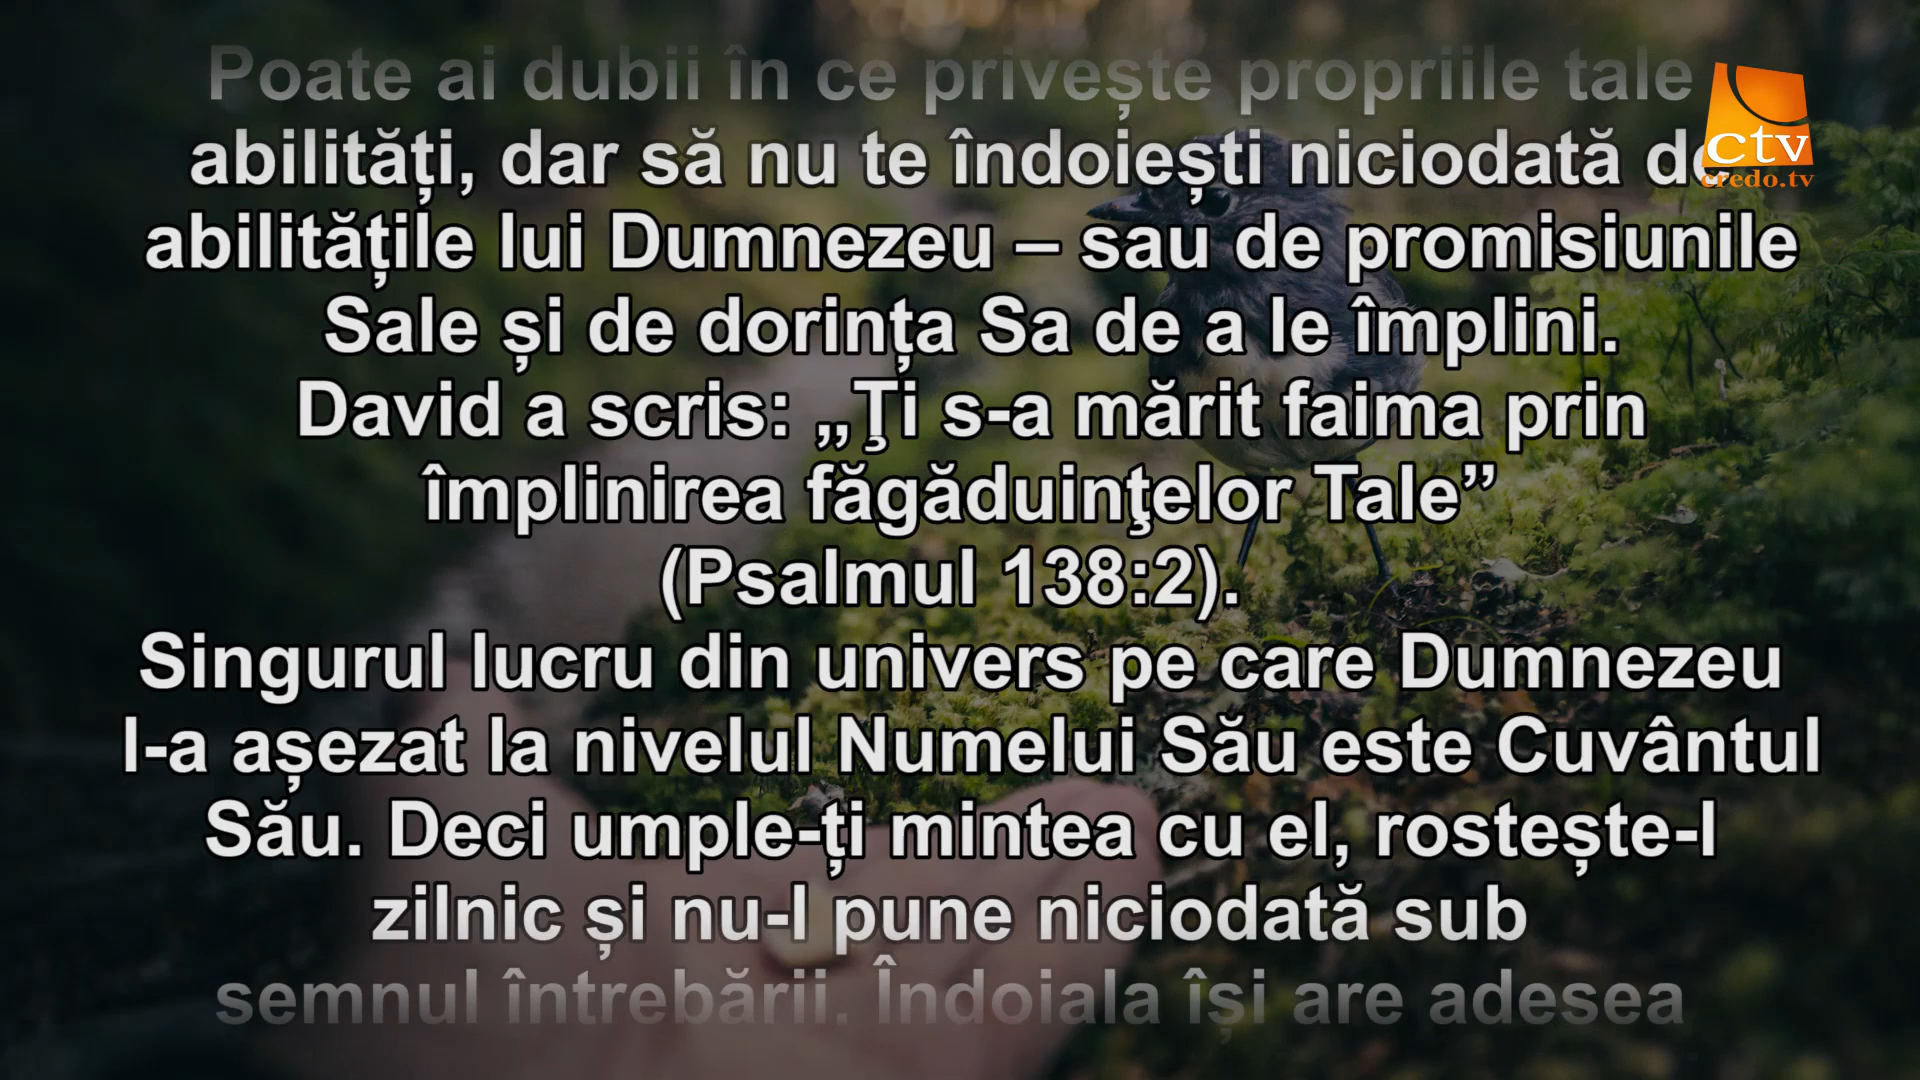 Poate ai dubii în ce privește propriile tale
abilități, dar să nu te îndoiești niciodată de
abilitățile lui Dumnezeu – sau de promisiunile
Sale și de dorința Sa de a le împlini.
David a scris: „Ţi s-a mărit faima prin
împlinirea făgăduinţelor Tale”
(Psalmul 138:2).
Singurul lucru din univers pe care Dumnezeu
l-a așezat la nivelul Numelui Său este Cuvântul
Său. Deci umple-ți mintea cu el, rostește-l
zilnic și nu-l pune niciodată sub
semnul întrebării. Îndoiala își are adesea
ctv
credo.tv